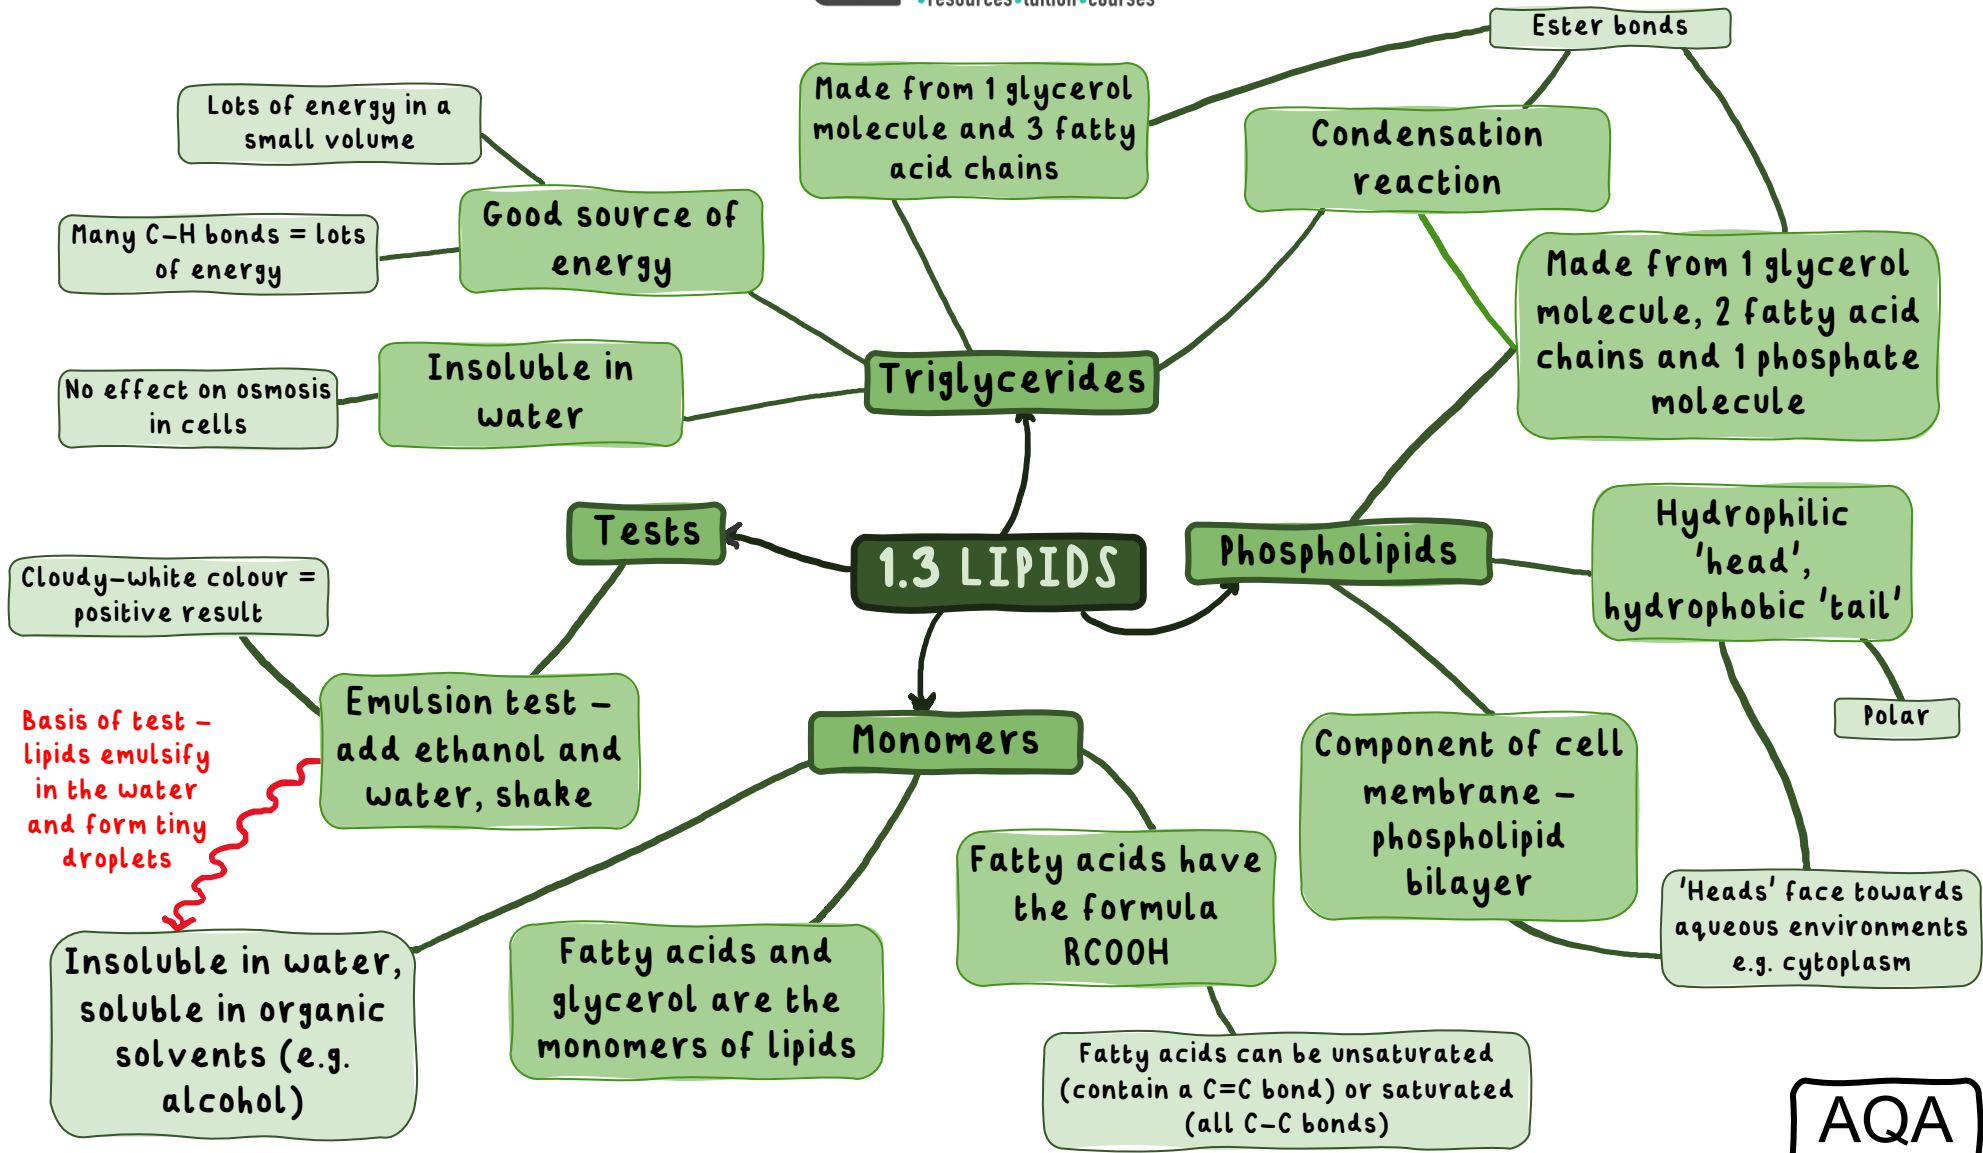 •resources•tuition•courses
Ester bonds
Made from 1 glycerol
molecule and 3 fatty
acid chains
Lots of energy in a
small volume
Condensation
reaction
Good source of
energy
Many C-H bonds = lots
of energy
Made from 1 glycerol
molecule, 2 fatty acid
chains and 1 phosphate
molecule
Insoluble in
water
Triglycerides
No effect on osmosis
in cells
Tests
1.3 LIPIDS
Phospholipids
Hydrophilic
'head',
hydrophobic 'tail'
Cloudy-white colour =
positive result
Emulsion test –
add ethanol and
water, shake
Basis of test –
lipids emulsify
in the water
and form tiny
droplets
Monomers
Polar
Component of cell
membrane –
phospholipid
bilayer
Fatty acids have
the formula
RCOOH
'Heads' face towards
aqueous environments
e.g. cytoplasm
Insoluble in water,
soluble in organic
solvents (e.g.
alcohol)
Fatty acids and
glycerol are the
monomers of lipids
Fatty acids can be unsaturated
(contain a C=C bond) or saturated
(all C-C bonds)
AQA